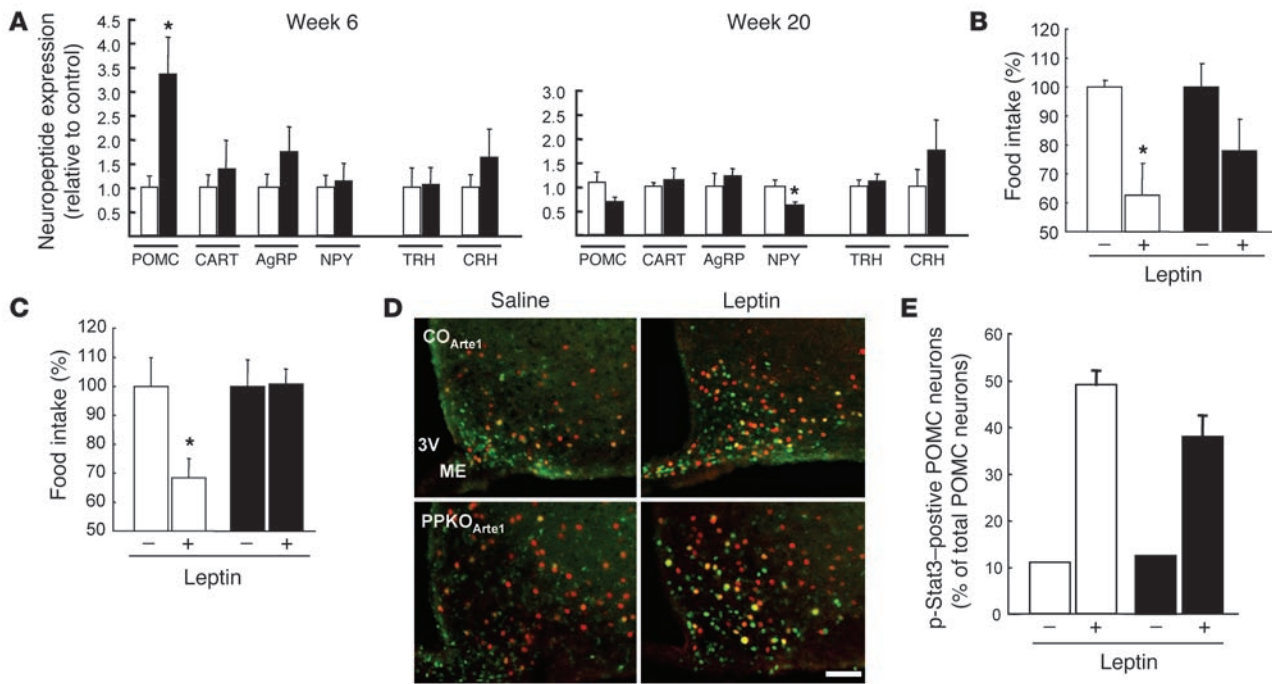 A
Week 6
Week 20
Neuropeptide expression
(relative to control)
4.5
4.0
3.5
3.0
2.5
2.0
1.5
1.0
0.5
*
POMC CART AgRP NPY TRH CRH
3.0
2.5
2.0
1.5
1.0
0.5
*
POMC CART AgRP NPY TRH CRH
B
Food intake (%)
120
100
80
70
60
50
*
– + – +
Leptin
C
Food intake (%)
120
110
100
90
80
70
60
50
*
– + – +
Leptin
D
Saline Leptin
CO Arte1
3V
ME
PPKO Arte1
E
p-Stat3–postive POMC neurons
(% of total POMC neurons)
60
50
40
30
20
10
0
– + – +
Leptin